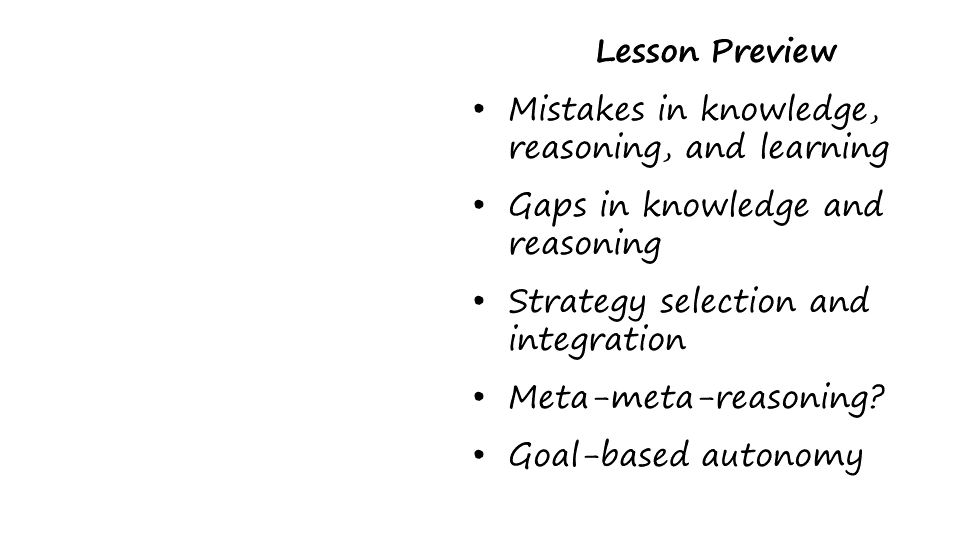 Lesson Preview
• Mistakes in knowledge,
reasoning, and learning
• Gaps in knowledge and
reasoning
• Strategy selection and
integration
• Meta-meta-reasoning?
• Goal-based autonomy